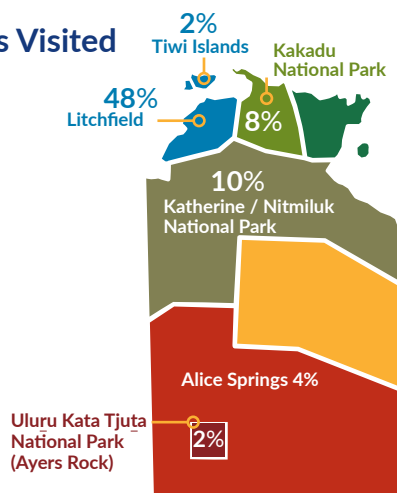 s Visited
2%
Tiwi Islands
Kakadu
National Park
48%
Litchfield
8%
10%
Katherine / Nitmiluk
National Park
Alice Springs 4%
Uluru Kata Tjuṯa
National Park
(Ayers Rock)
2%